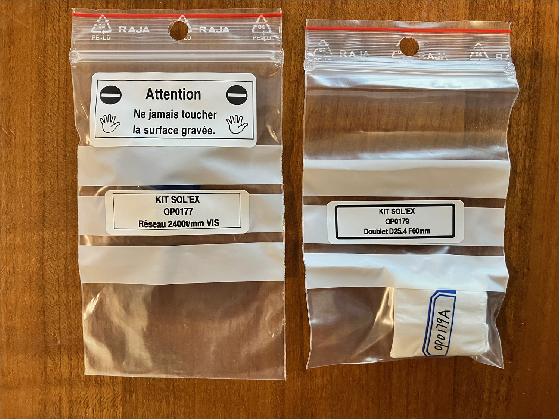 RAJA
RAJA
PE-LD
Attention
Ne jamais toucher
la surface gravée.
KIT SOL'EX
OP0177
Réseau 2400t/mm VIS
RAJA
RAJA
KIT SOL'EX
OP0179
Doublet D25.4 F80mm
OP0179A